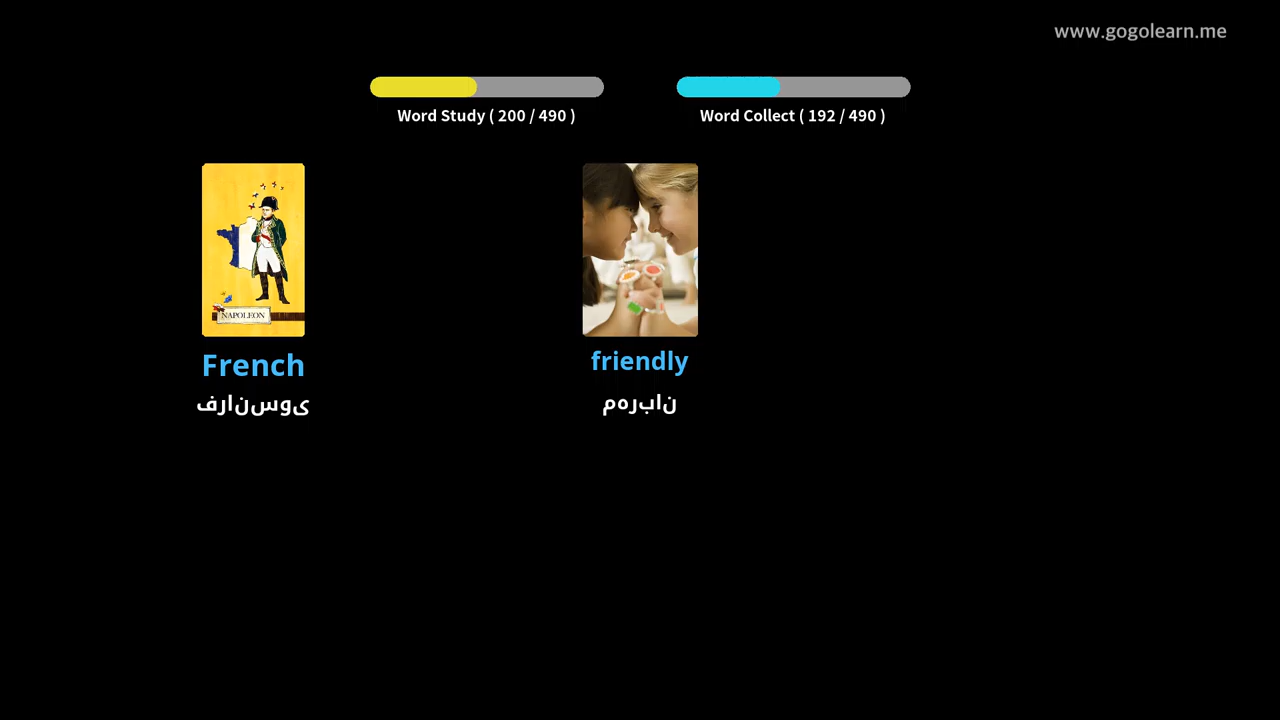 www.gogolearn.me
Word Study ( 200 / 490 )
Word Collect ( 192 / 490 )
NAPOLEON
French
فرانسوی
friendly
مهربان